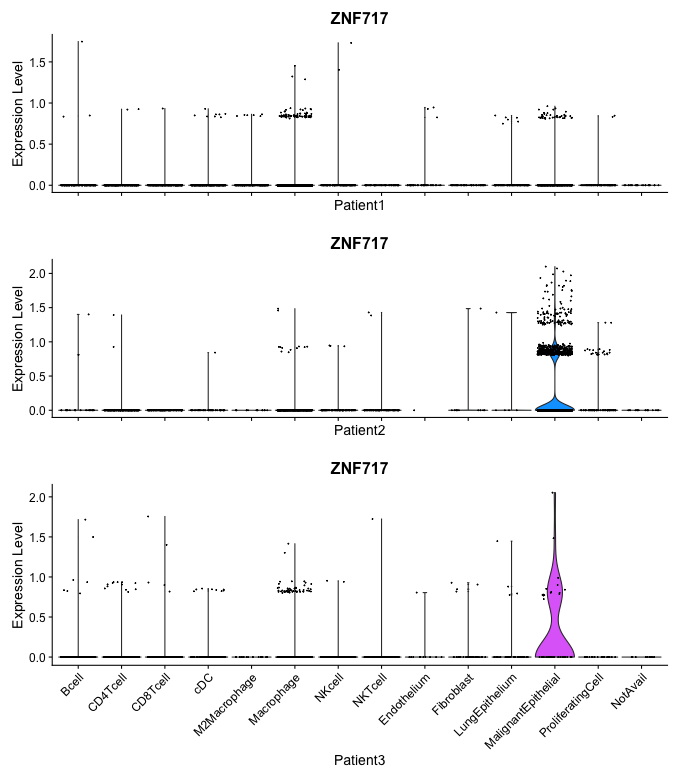 ZNF717
Expression Level
1.5
1.0
0.5
0.0
Patient1
ZNF717
Expression Level
2.0
1.5
1.0
0.5
0.0
Patient2
ZNF717
Expression Level
2.0
1.5
1.0
0.5
0.0
Bcell
CD4Tcell
CD8Tcell
cDC
M2Macrophage
Macrophage
NKcell
NKTcell
Endothelium
Fibroblast
LungEpithelium
MalignantEpithelial
ProliferatingCell
NotAvail
Patient3